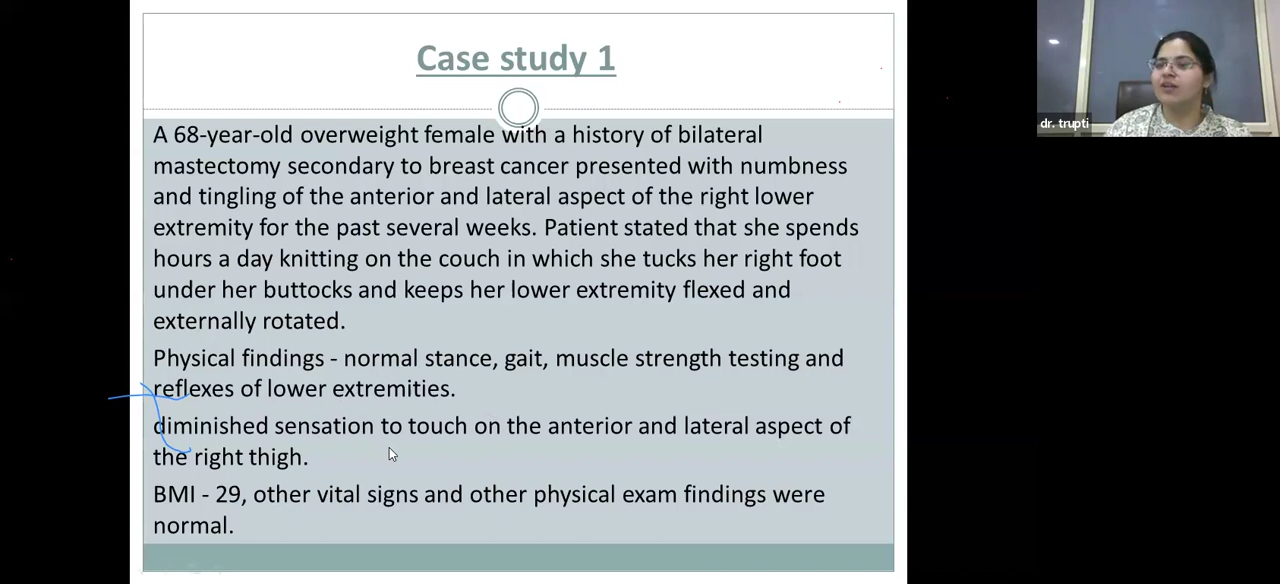 Case study 1
A 68-year-old overweight female with a history of bilateral
mastectomy secondary to breast cancer presented with numbness
and tingling of the anterior and lateral aspect of the right lower
extremity for the past several weeks. Patient stated that she spends
hours a day knitting on the couch in which she tucks her right foot
under her buttocks and keeps her lower extremity flexed and
externally rotated.
Physical findings - normal stance, gait, muscle strength testing and
reflexes of lower extremities.
diminished sensation to touch on the anterior and lateral aspect of
the right thigh.
BMI - 29, other vital signs and other physical exam findings were
normal.
dr. trupti